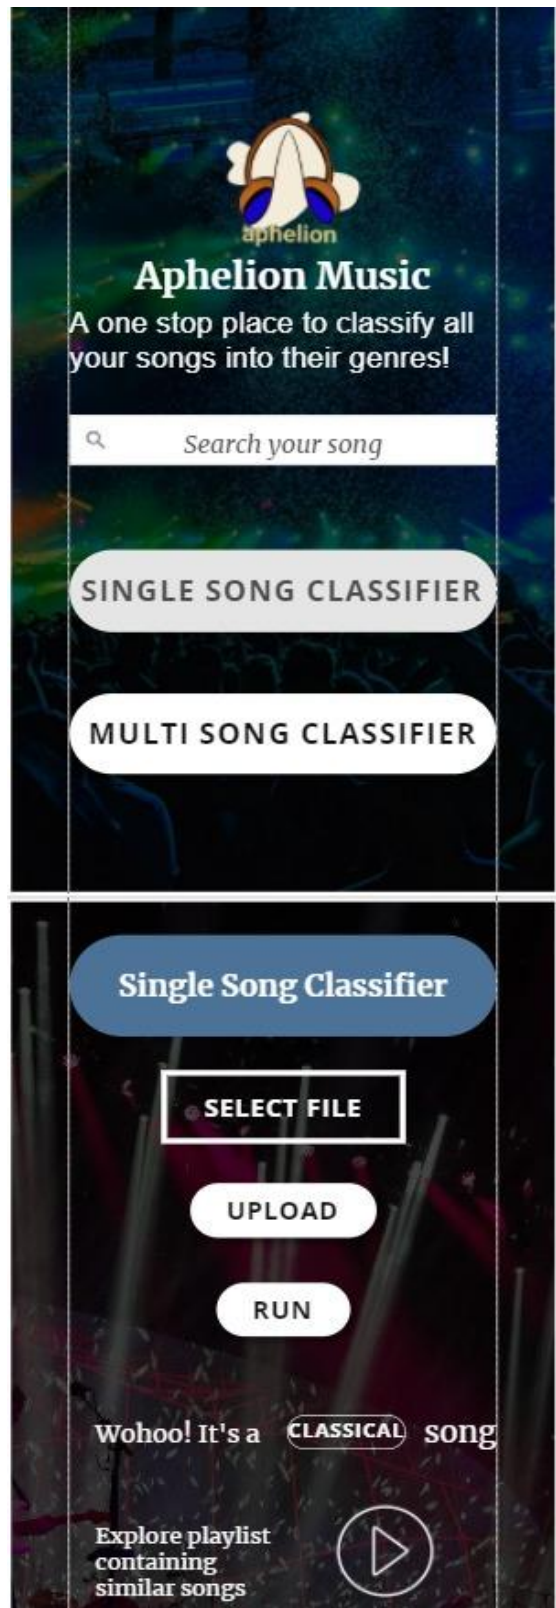 aphelion
Aphelion Music
A one stop place to classify all
your songs into their genres!
Search your song
SINGLE SONG CLASSIFIER
MULTI SONG CLASSIFIER
Single Song Classifier
SELECT FILE
UPLOAD
RUN
Wohoo! It's a CLASSICAL song
Explore playlist
containing
similar songs